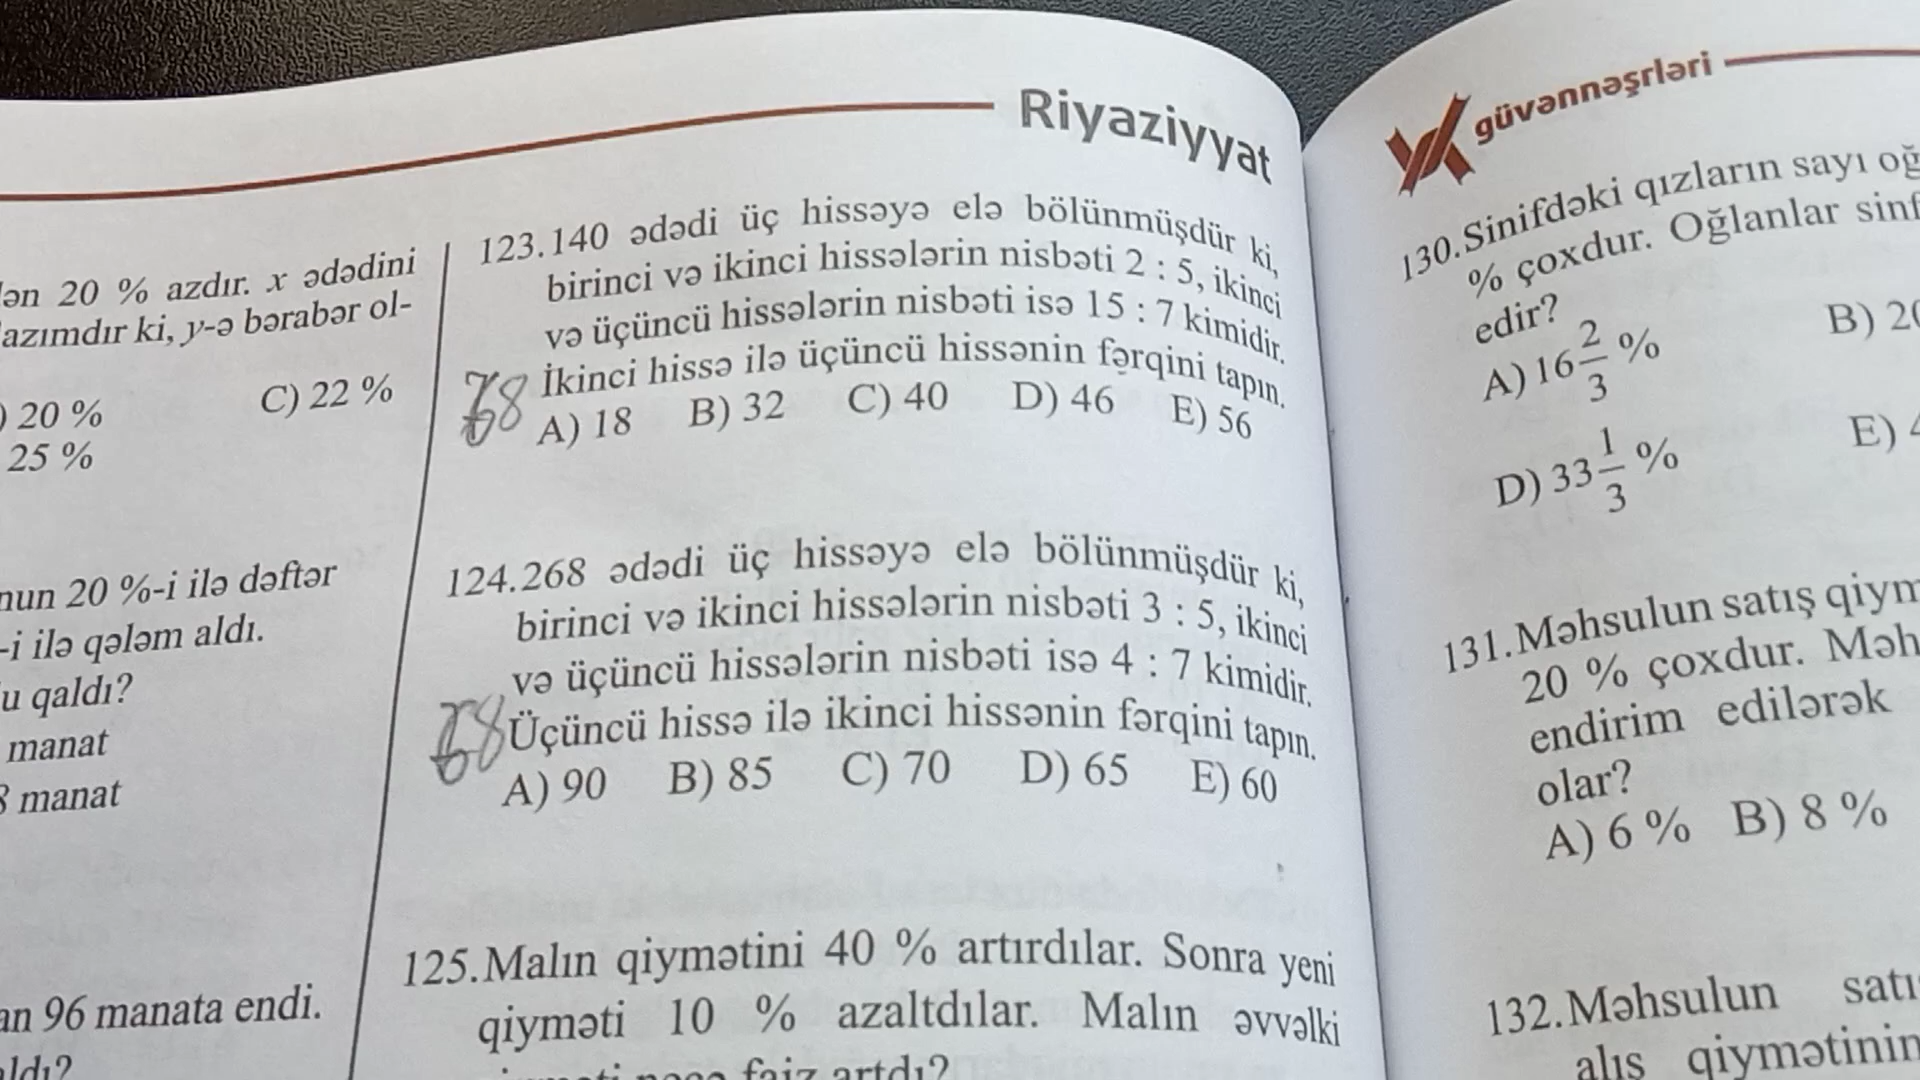 Riyaziyyat
20 % azdır. x ədədini
ki, y-ə bərabər ol-
20 %
C) 22 %
25 %
20 %-i ilə dəftər
-i ilə qələm aldı.
qaldı?
manat
manat
96 manata endi.
123. 140 ədədi üç hissəyə elə bölünmüşdür ki,
birinci və ikinci hissələrin nisbəti 2 : 5, ikinci
və üçüncü hissələrin nisbəti isə 15 : 7 kimidir.
İkinci hissə ilə üçüncü hissənin fərqini tapın.
A) 18 B) 32 C) 40 D) 46 E) 56
124. 268 ədədi üç hissəyə elə bölünmüşdür ki,
birinci və ikinci hissələrin nisbəti 3 : 5, ikinci
və üçüncü hissələrin nisbəti isə 4 : 7 kimidir.
Üçüncü hissə ilə ikinci hissənin fərqini tapın.
A) 90 B) 85 C) 70 D) 65 E) 60
125. Malın qiymətini 40 % artırdılar. Sonra yeni
qiyməti 10 % azaltdılar. Malın əvvəlki
faiz artdı?
güvənnəşrləri
130. Sinifdəki qızların sayı
% çoxdur. Oğlanlar
edir?
A) 16 2/3 % B)
D) 33 1/3 % E)
131. Məhsulun satış
20 % çoxdur.
endirim edilərək
olar?
A) 6 % B) 8 %
132. Məhsulun
alış